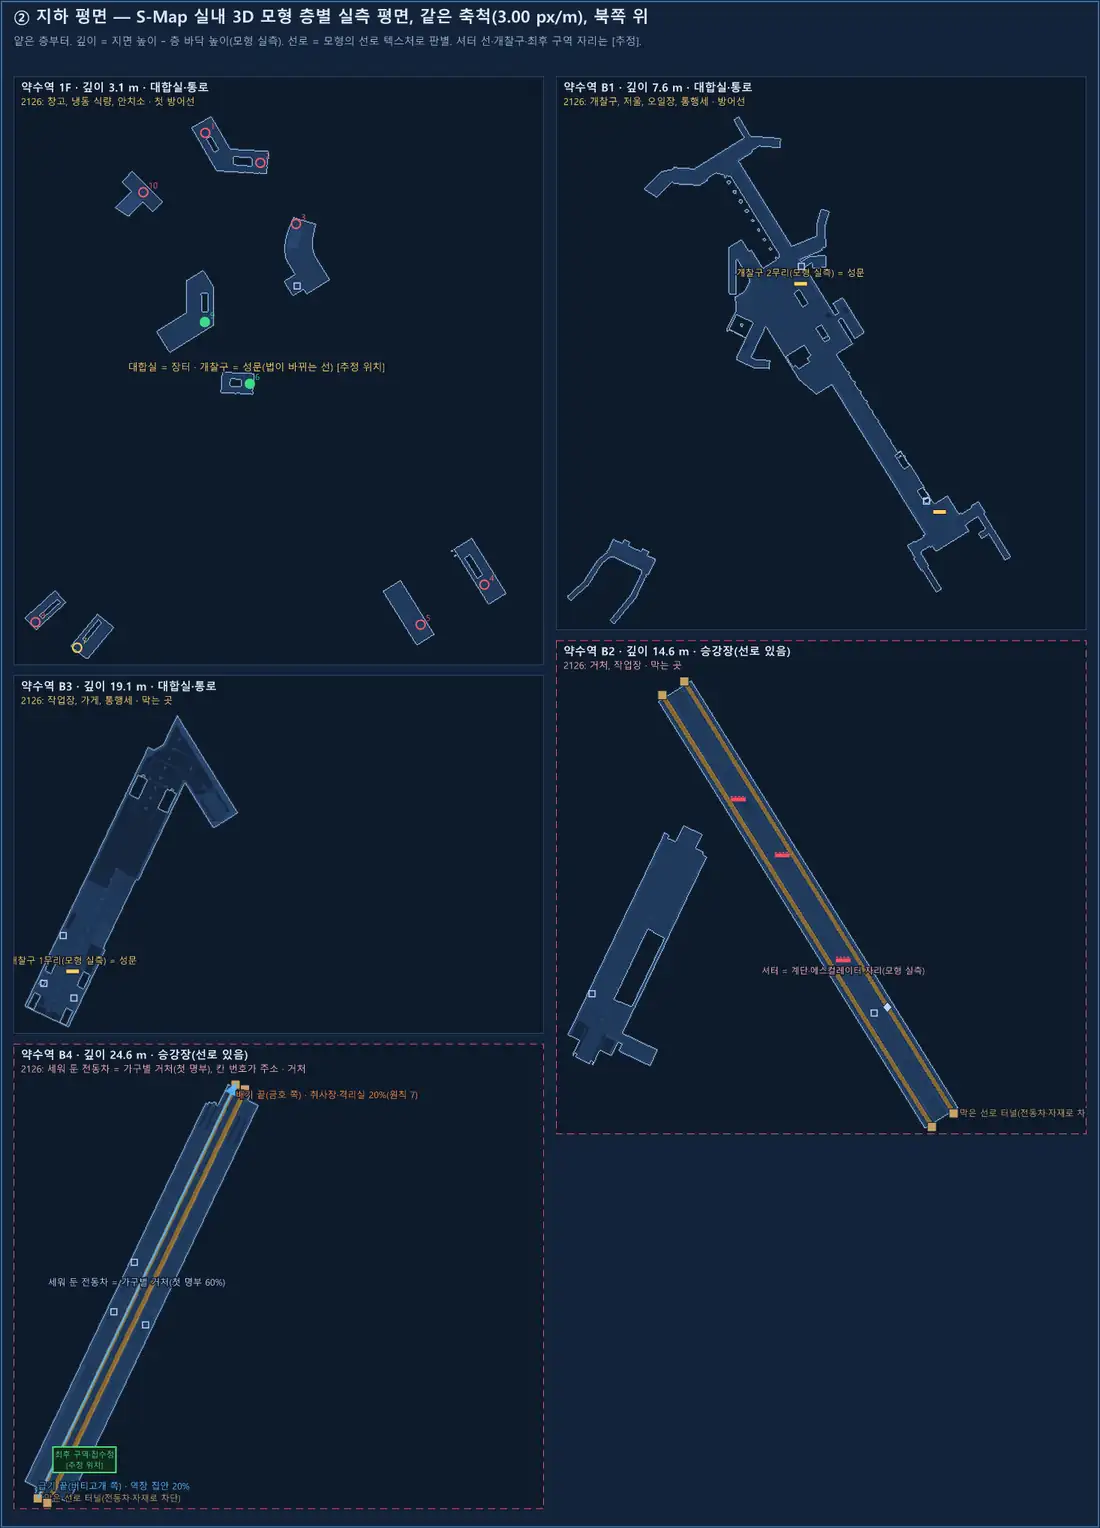 ② 지하 평면 — S-Map 실내 3D 모형 층별 실측 평면, 같은 축척(3.00 px/m), 북쪽 위
얕은 층부터. 깊이 = 지면 높이 – 층 바닥 높이(모형 실측). 선로 = 모형의 선로 텍스처로 판별. 셔터 선·개찰구·최후 구역 자리는 [추정].
약수역 1F · 깊이 3.1 m · 대합실·통로
2126: 창고, 냉동 식량, 안치소 · 첫 방어선
10
3
대합실 = 장터 · 개찰구 = 성문(법이 바뀌는 선) [추정 위치]
6
4
5
약수역 B1 · 깊이 7.6 m · 대합실·통로
2126: 개찰구, 저울, 오일장, 통행세 · 방어선
개찰구 2무리(모형 실측) = 성문
약수역 B2 · 깊이 14.6 m · 승강장(선로 있음)
2126: 거처, 작업장 · 막는 곳
셔터 = 계단·에스컬레이터 자리(모형 실측)
막은 선로 터널(전동차·자재로 차
약수역 B3 · 깊이 19.1 m · 대합실·통로
2126: 작업장, 가게, 통행세 · 막는 곳
개찰구 1무리(모형 실측) = 성문
약수역 B4 · 깊이 24.6 m · 승강장(선로 있음)
2126: 세워 둔 전동차 = 가구별 거처(첫 명부), 칸 번호가 주소 · 거처
배기 끝(금호 쪽) · 취사장·격리실 20%(원칙 7)
세워 둔 전동차 = 가구별 거처(첫 명부 60%)
최후 구역·집수정
[추정 위치]
급기 끝(버티고개 쪽) · 역장 집안 20%
막은 선로 터널(전동차·자재로 차단)